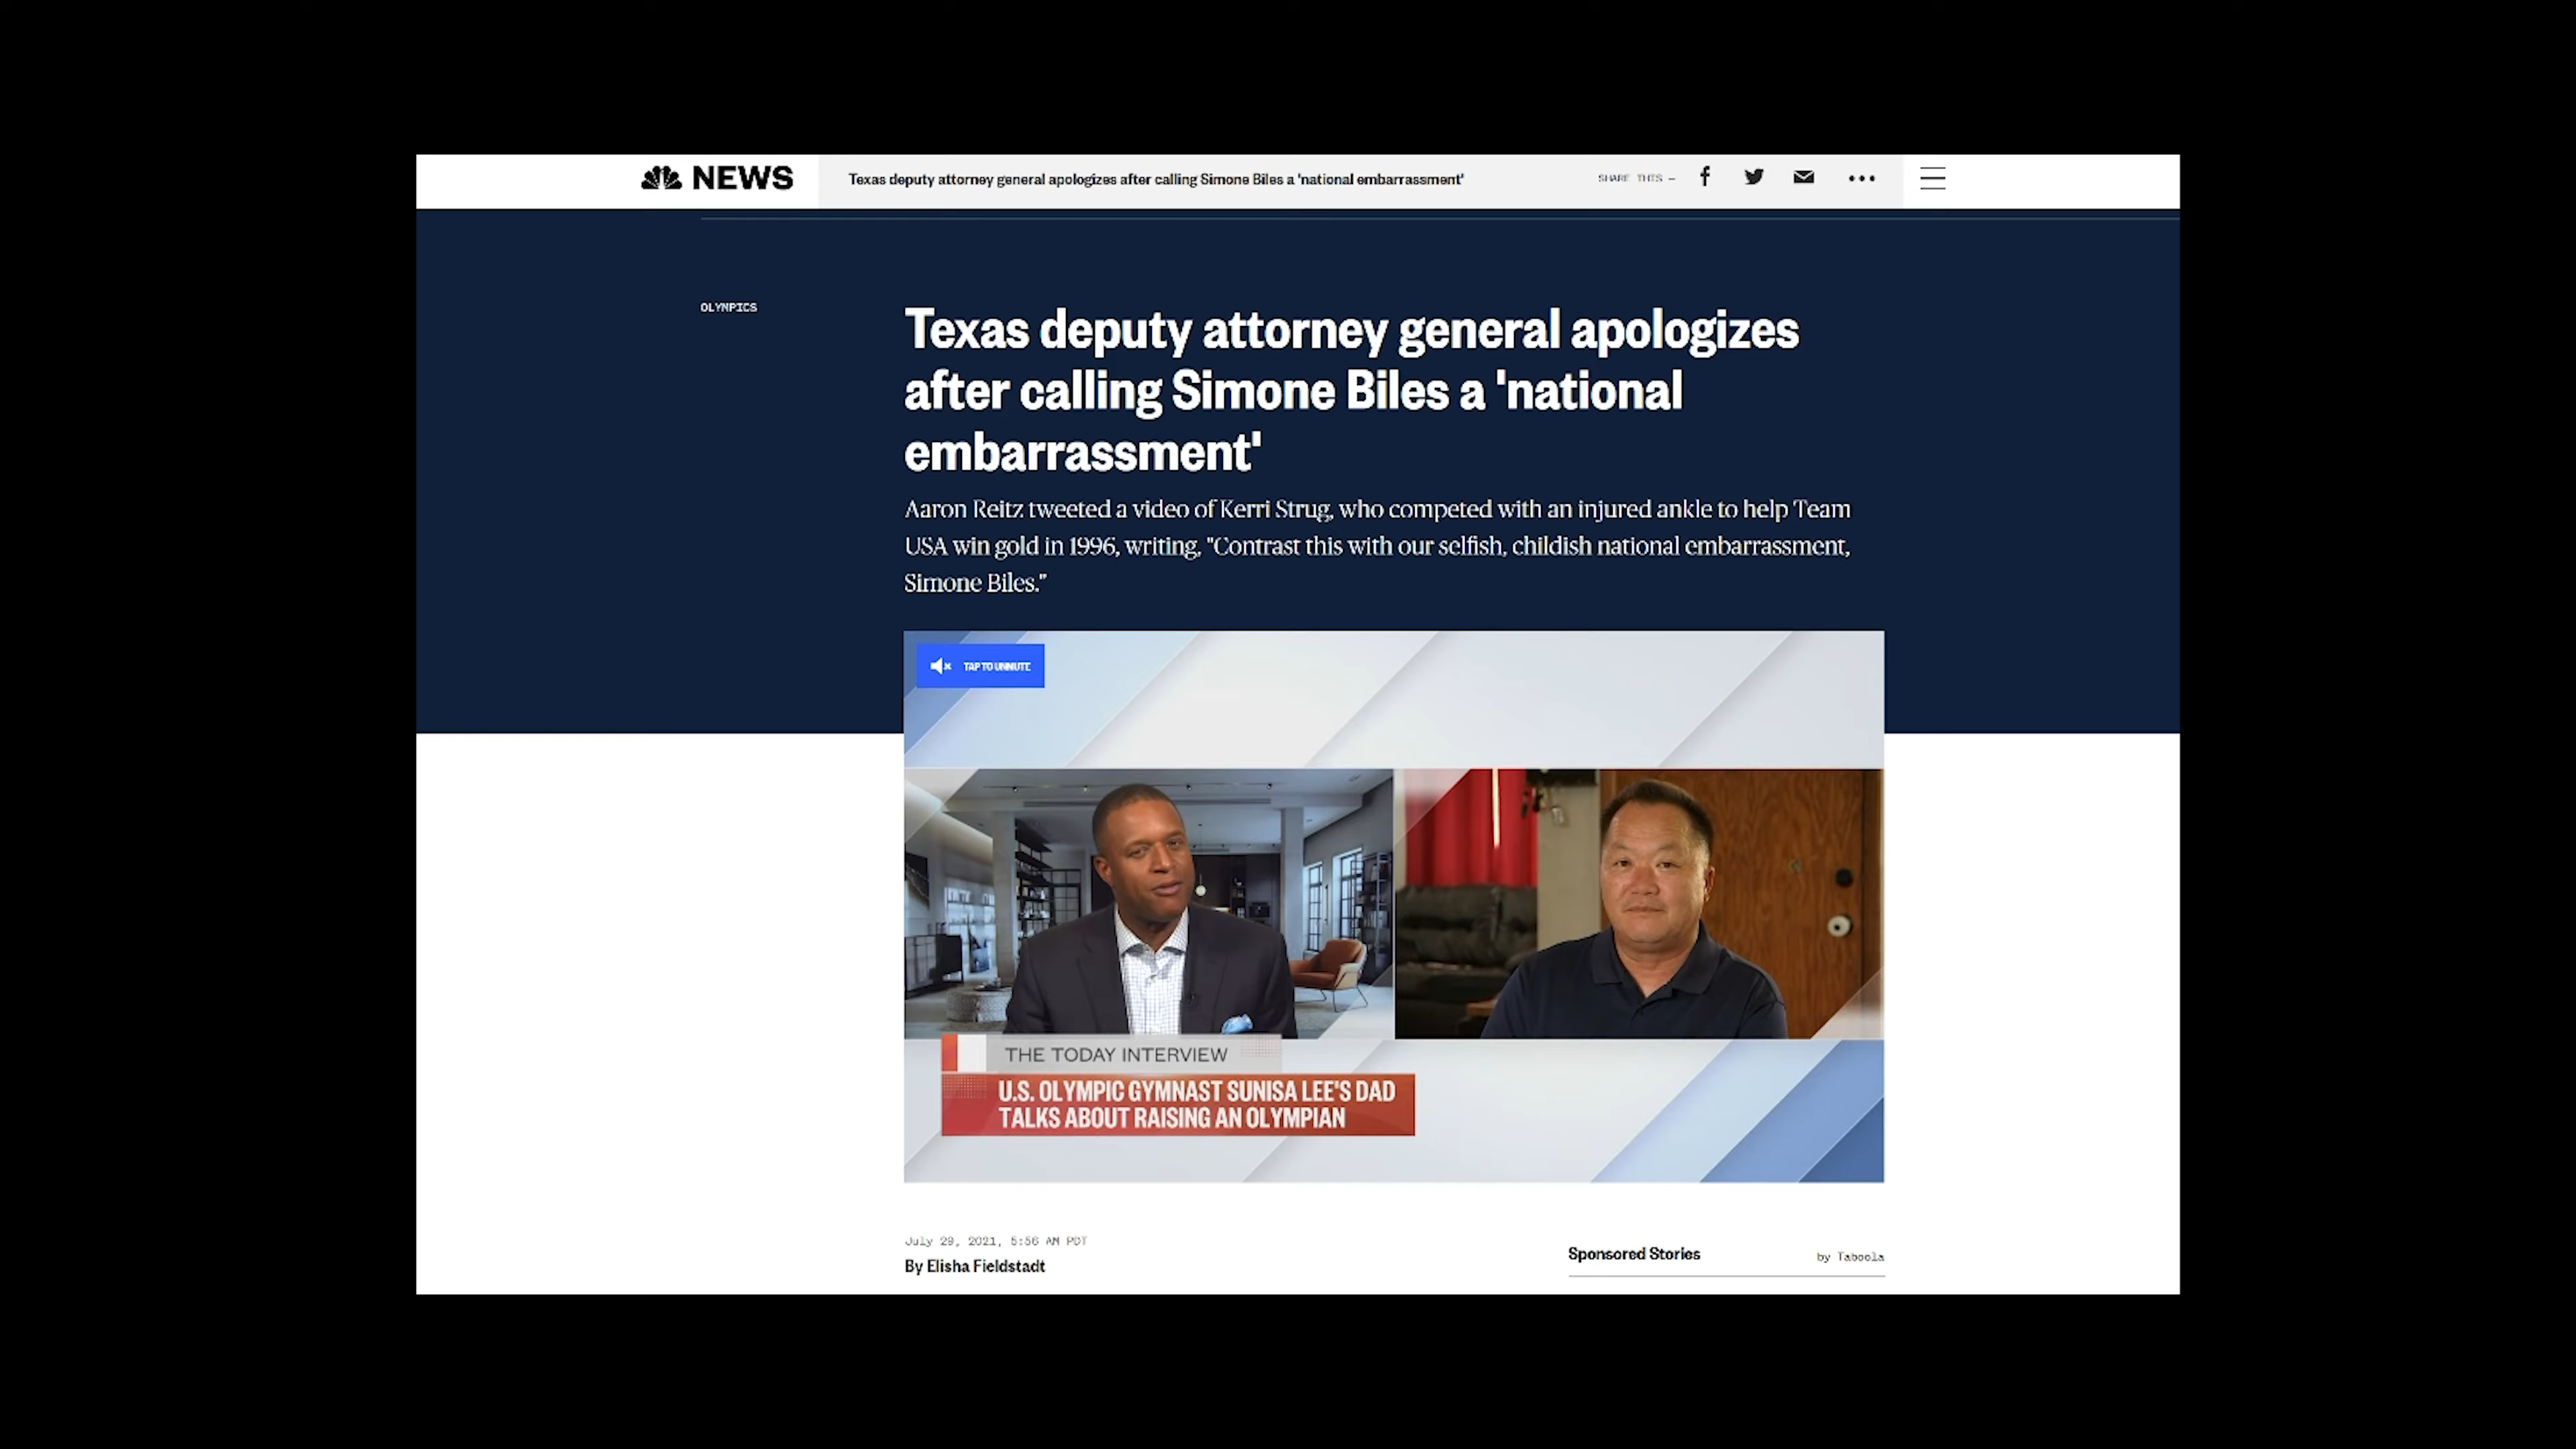 NEWS
Texas deputy attorney general apologizes after calling Simone Biles a 'national embarrassment'
SHARE THIS —
OLYMPICS
Texas deputy attorney general apologizes
after calling Simone Biles a 'national
embarrassment'
Aaron Reitz tweeted a video of Kerri Strug, who competed with an injured ankle to help Team
USA win gold in 1996, writing, "Contrast this with our selfish, childish national embarrassment,
Simone Biles."
TAP TO UNMUTE
THE TODAY INTERVIEW
U.S. OLYMPIC GYMNAST SUNISA LEE'S DAD
TALKS ABOUT RAISING AN OLYMPIAN
July 29, 2021, 5:56 AM PDT
By Elisha Fieldstadt
Sponsored Stories
by Taboola